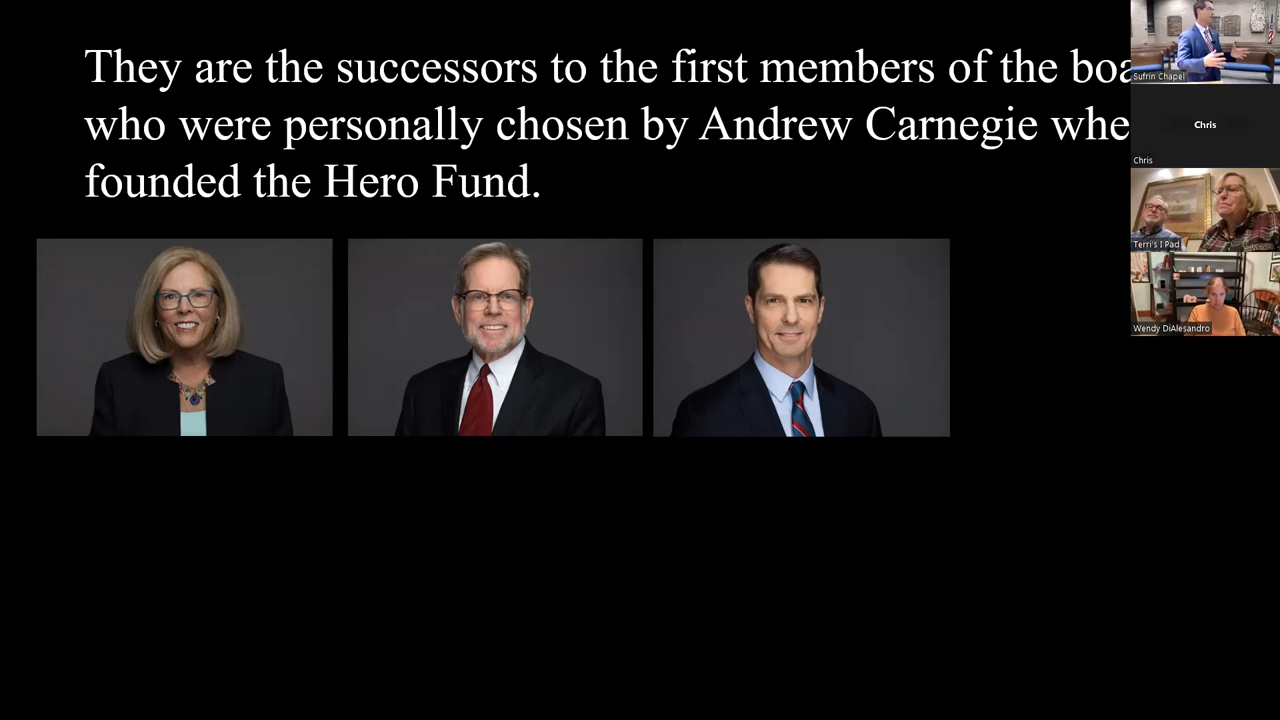 They are the successors to the first members of the boa
who were personally chosen by Andrew Carnegie whe
founded the Hero Fund.
Sufrin Chapel
Chris
Chris
Terri's I Pad
Wendy DiAlesandro